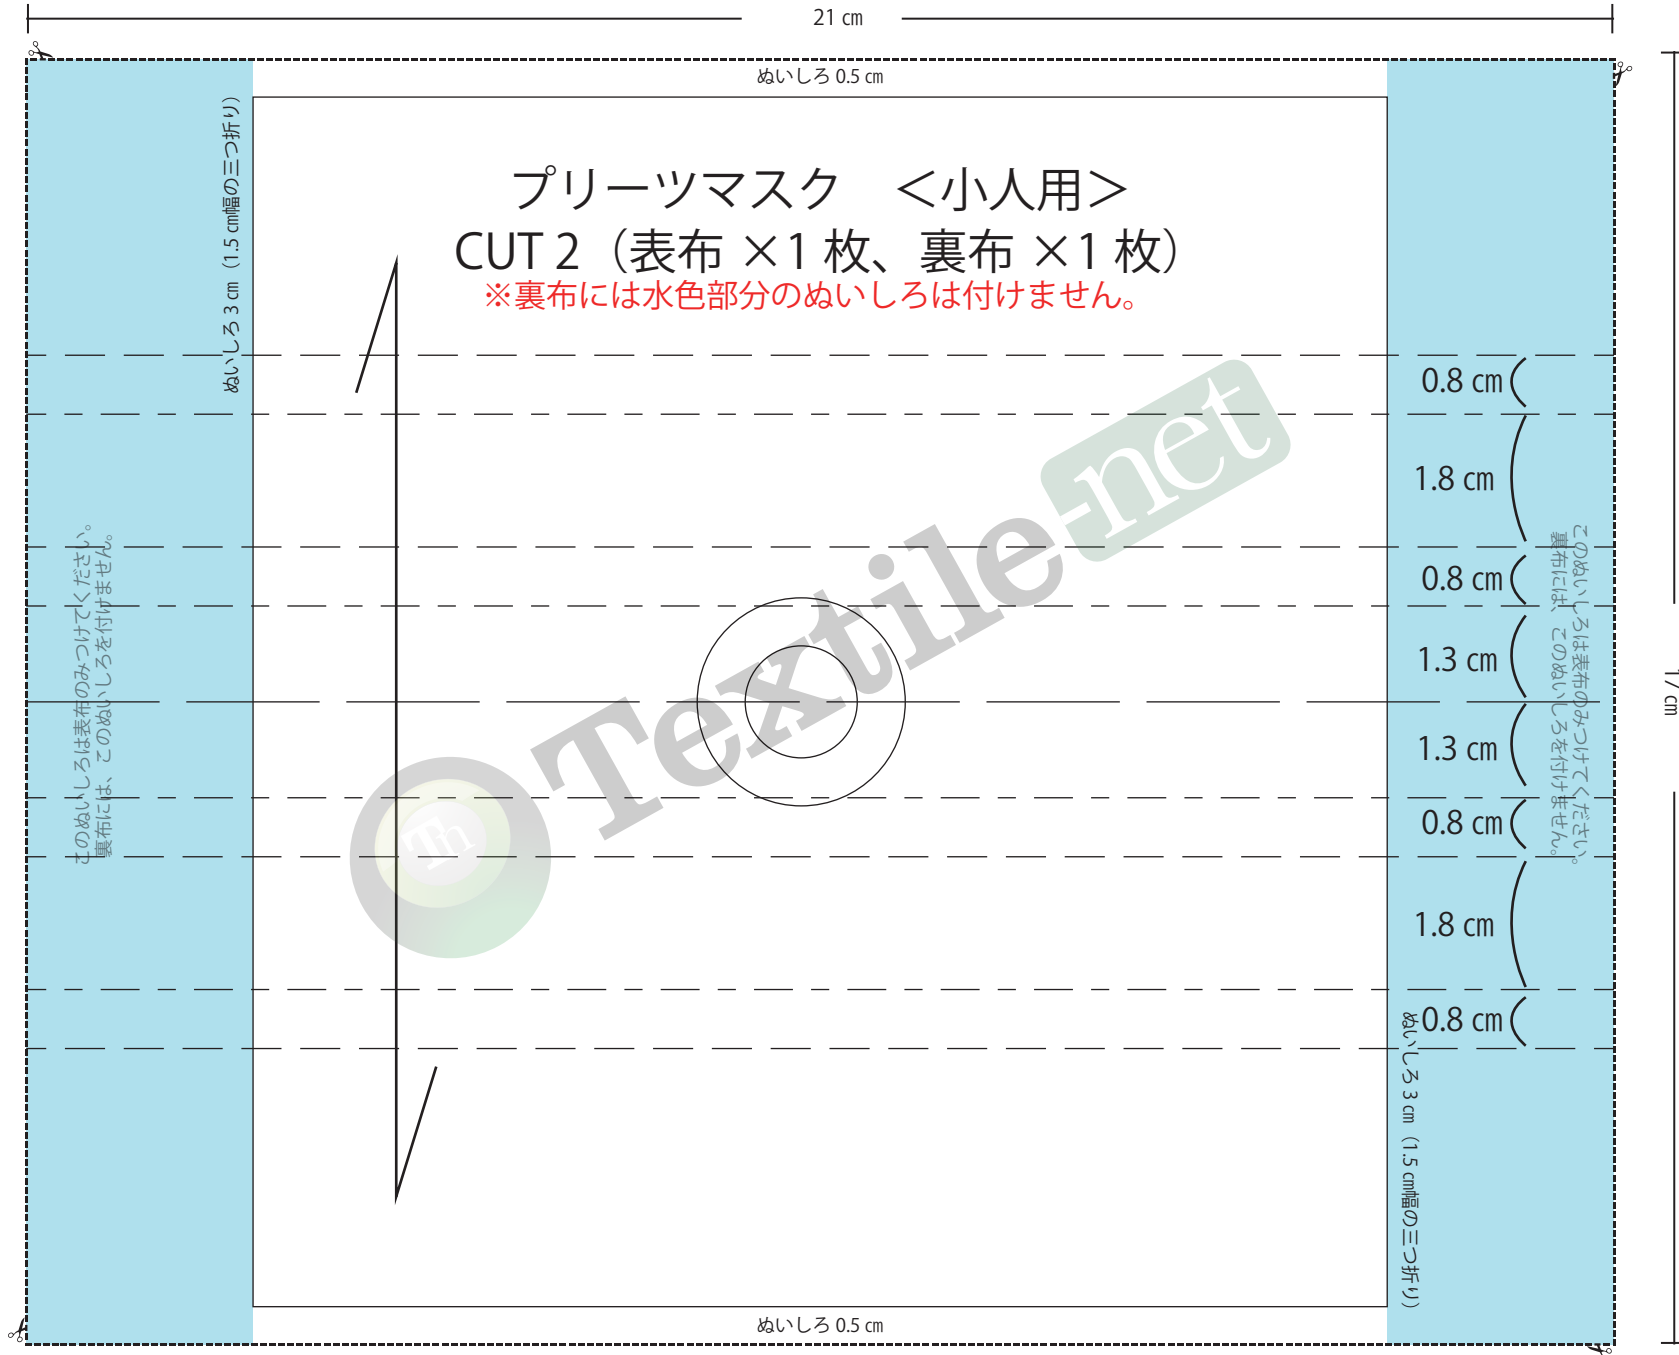 21 ㎝
ぬいしろ 0.5 ㎝
ぬいしろ 3 ㎝（1.5 ㎝幅の三つ折り）
プリーツマスク　＜小人用＞
CUT 2（表布 ×1 枚、裏布 ×1 枚）
※裏布には水色部分のぬいしろは付けません。
0.8 ㎝
1.8 ㎝
0.8 ㎝
1.3 ㎝
1.3 ㎝
0.8 ㎝
1.8 ㎝
0.8 ㎝
このぬいしろは表布のみつけてください。
裏布には、このぬいしろを付けません。
このぬいしろは表布のみつけてください。
裏布には、このぬいしろを付けません。
17 ㎝
Textile-net
Tn
ぬいしろ 3 ㎝（1.5 ㎝幅の三つ折り）
ぬいしろ 0.5 ㎝